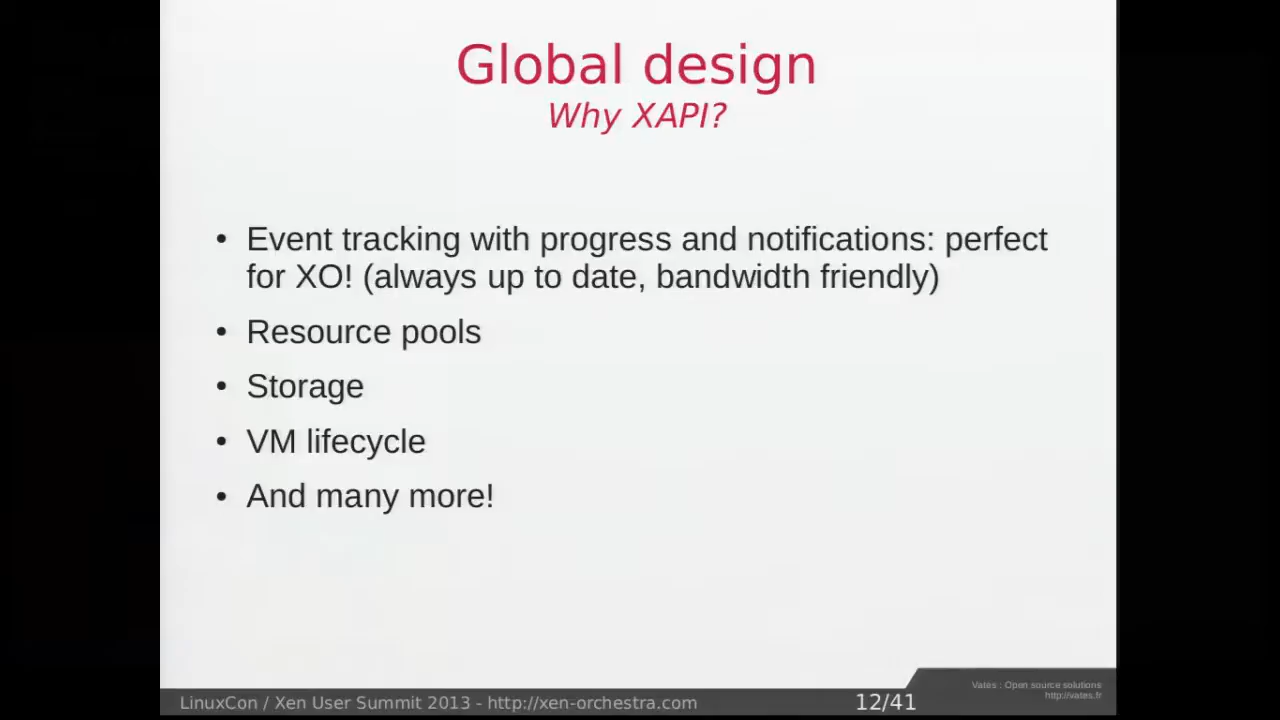 Global design
Why XAPI?
• Event tracking with progress and notifications: perfect
for XO! (always up to date, bandwidth friendly)
• Resource pools
• Storage
• VM lifecycle
• And many more!
LinuxCon / Xen User Summit 2013 - http://xen-orchestra.com
12/41
Vates : Open source solutions
http://vates.fr